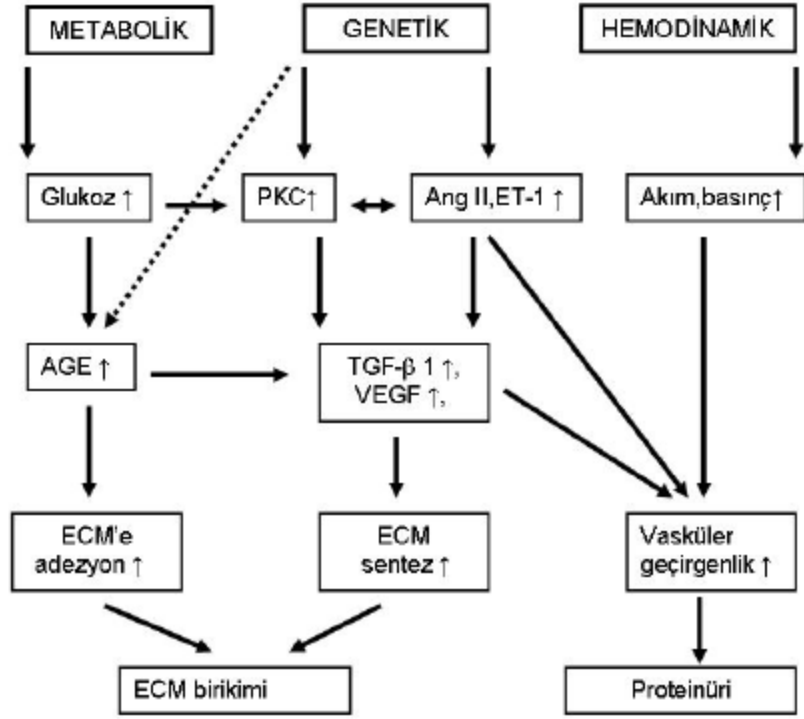 METABOLİK
GENETİK
HEMODİNAMİK
Glukoz ↑
PKC↑
Ang II,ET-1 ↑
Akım,basınç↑
AGE ↑
TGF-β 1 ↑,
VEGF ↑,
ECM'e
adezyon ↑
ECM
sentez ↑
Vasküler
geçirgenlik ↑
ECM birikimi
Proteinüri